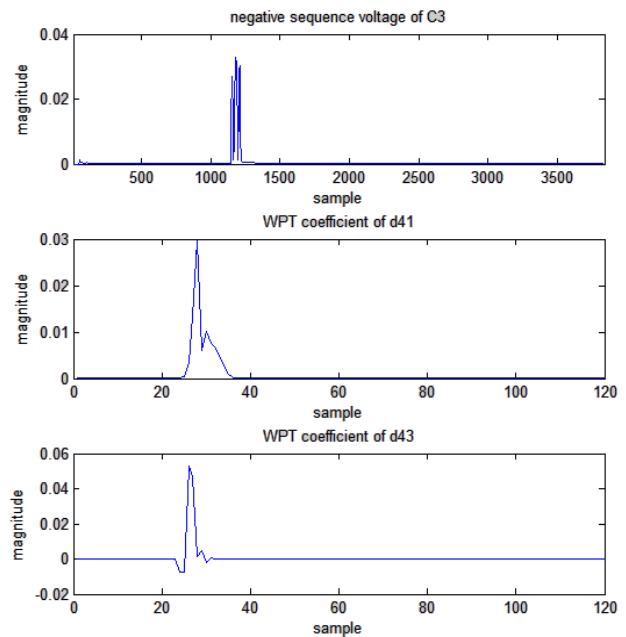 negative sequence voltage of C3
0.04
0.02
0
magnitude
500 1000 1500 2000 2500 3000 3500
sample
WPT coefficient of d41
0.03
0.02
0.01
0
magnitude
0 20 40 60 80 100 120
sample
WPT coefficient of d43
0.06
0.04
0.02
0
-0.02
magnitude
0 20 40 60 80 100 120
sample